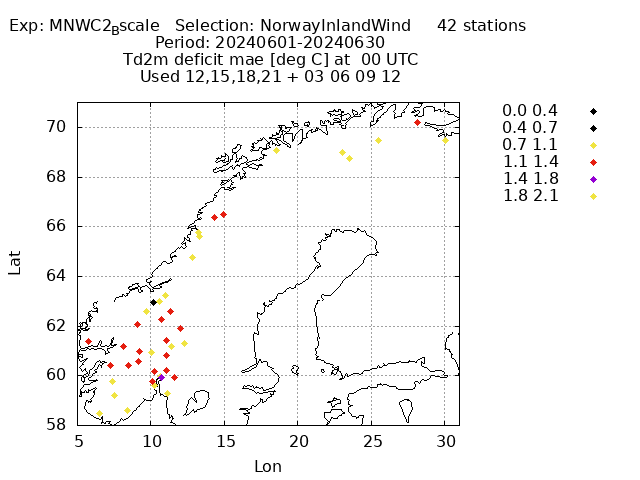 Exp: MNWC2Bscale Selection: NorwayInlandWind 42 stations
Period: 20240601-20240630
Td2m deficit mae [deg C] at 00 UTC
Used 12,15,18,21 + 03 06 09 12
0.0 0.4
0.4 0.7
0.7 1.1
1.1 1.4
1.4 1.8
1.8 2.1
70
68
66
64
62
60
58
Lat
5 10 15 20 25 30
Lon